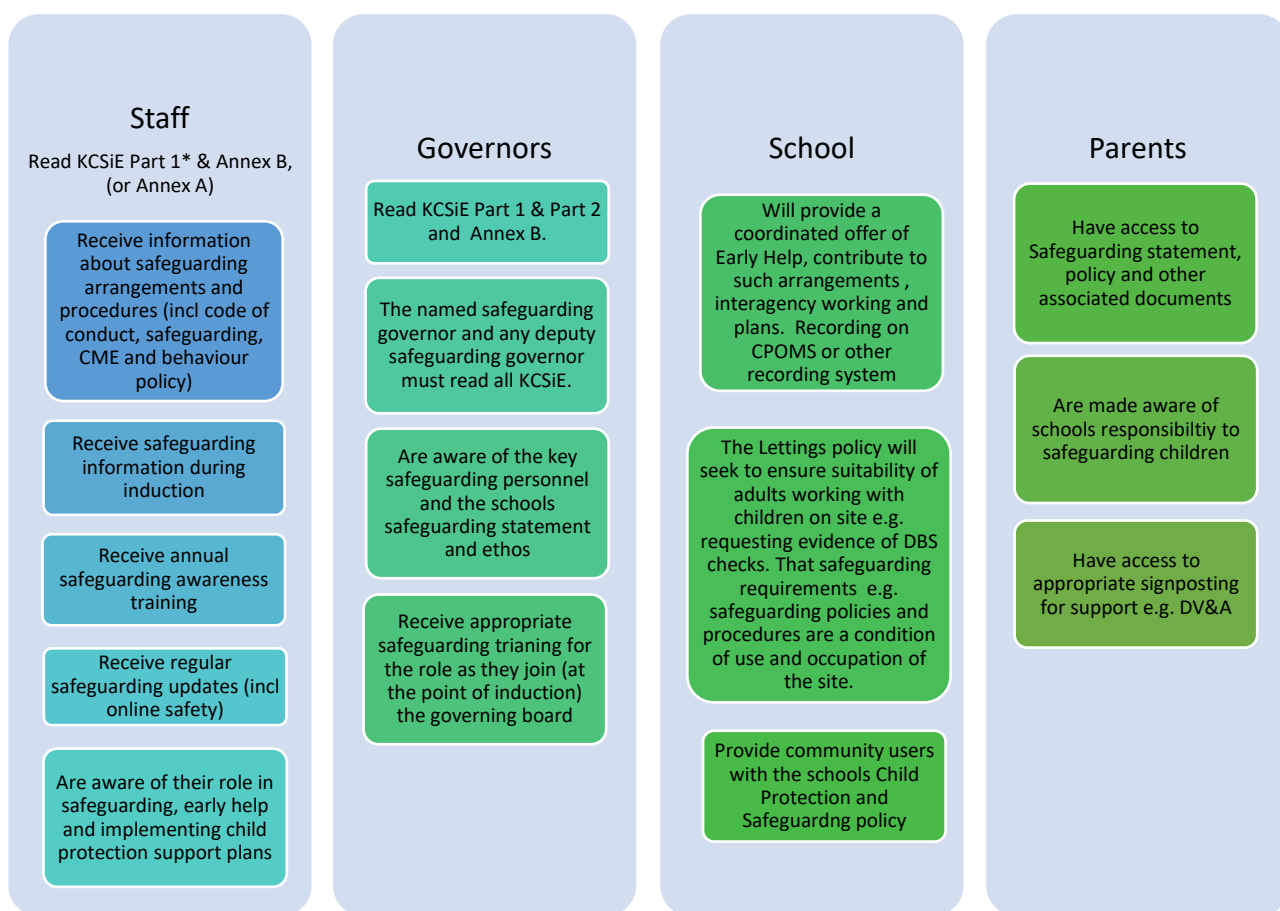 Staff
Read KCSiE Part 1* & Annex B,
(or Annex A)
Receive information
about safeguarding
arrangements and
procedures (incl code of
conduct, safeguarding,
CME and behaviour
policy)
Receive safeguarding
information during
induction
Receive annual
safeguarding awareness
training
Receive regular
safeguarding updates (incl
online safety)
Are aware of their role in
safeguarding, early help
and implementing child
protection support plans
Governors
Read KCSiE Part 1 & Part 2
and Annex B.
The named safeguarding
governor and any deputy
safeguarding governor
must read all KCSiE.
Are aware of the key
safeguarding personnel
and the schools
safeguarding statement
and ethos
Receive appropriate
safeguarding trianing for
the role as they join (at
the point of induction)
the governing board
School
Will provide a
coordinated offer of
Early Help, contribute to
such arrangements ,
interagency working and
plans. Recording on
CPOMS or other
recording system
The Lettings policy will
seek to ensure suitability of
adults working with
children on site e.g.
requesting evidence of DBS
checks. That safeguarding
requirements e.g.
safeguarding policies and
procedures are a condition
of use and occupation of
the site.
Provide community users
with the schools Child
Protection and
Safeguardng policy
Parents
Have access to
Safeguarding statement,
policy and other
associated documents
Are made aware of
schools responsibiltiy to
safeguarding children
Have access to
appropriate signposting
for support e.g. DV&A